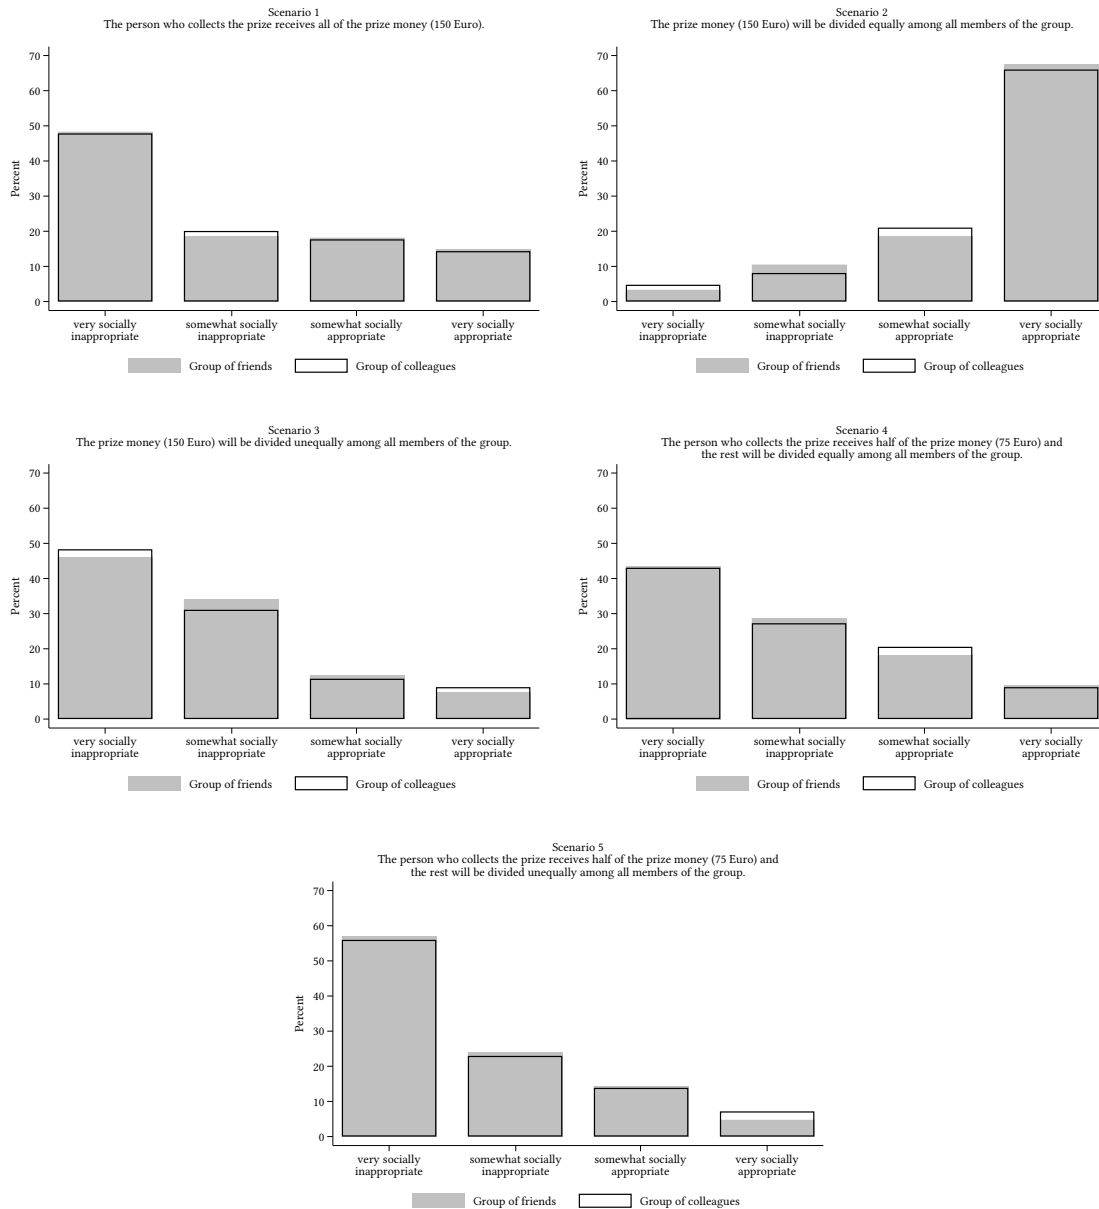 Scenario 1
The person who collects the prize receives all of the prize money (150 Euro).
70
60
50
40
30
20
10
0
Percent
very socially
inappropriate
somewhat socially
inappropriate
somewhat socially
appropriate
very socially
appropriate
Group of friends
Group of colleagues
Scenario 2
The prize money (150 Euro) will be divided equally among all members of the group.
70
60
50
40
30
20
10
0
Percent
very socially
inappropriate
somewhat socially
inappropriate
somewhat socially
appropriate
very socially
appropriate
Group of friends
Group of colleagues
Scenario 3
The prize money (150 Euro) will be divided unequally among all members of the group.
70
60
50
40
30
20
10
0
Percent
very socially
inappropriate
somewhat socially
inappropriate
somewhat socially
appropriate
very socially
appropriate
Group of friends
Group of colleagues
Scenario 4
The person who collects the prize receives half of the prize money (75 Euro) and
the rest will be divided equally among all members of the group.
70
60
50
40
30
20
10
0
Percent
very socially
inappropriate
somewhat socially
inappropriate
somewhat socially
appropriate
very socially
appropriate
Group of friends
Group of colleagues
Scenario 5
The person who collects the prize receives half of the prize money (75 Euro) and
the rest will be divided unequally among all members of the group.
70
60
50
40
30
20
10
0
Percent
very socially
inappropriate
somewhat socially
inappropriate
somewhat socially
appropriate
very socially
appropriate
Group of friends
Group of colleagues